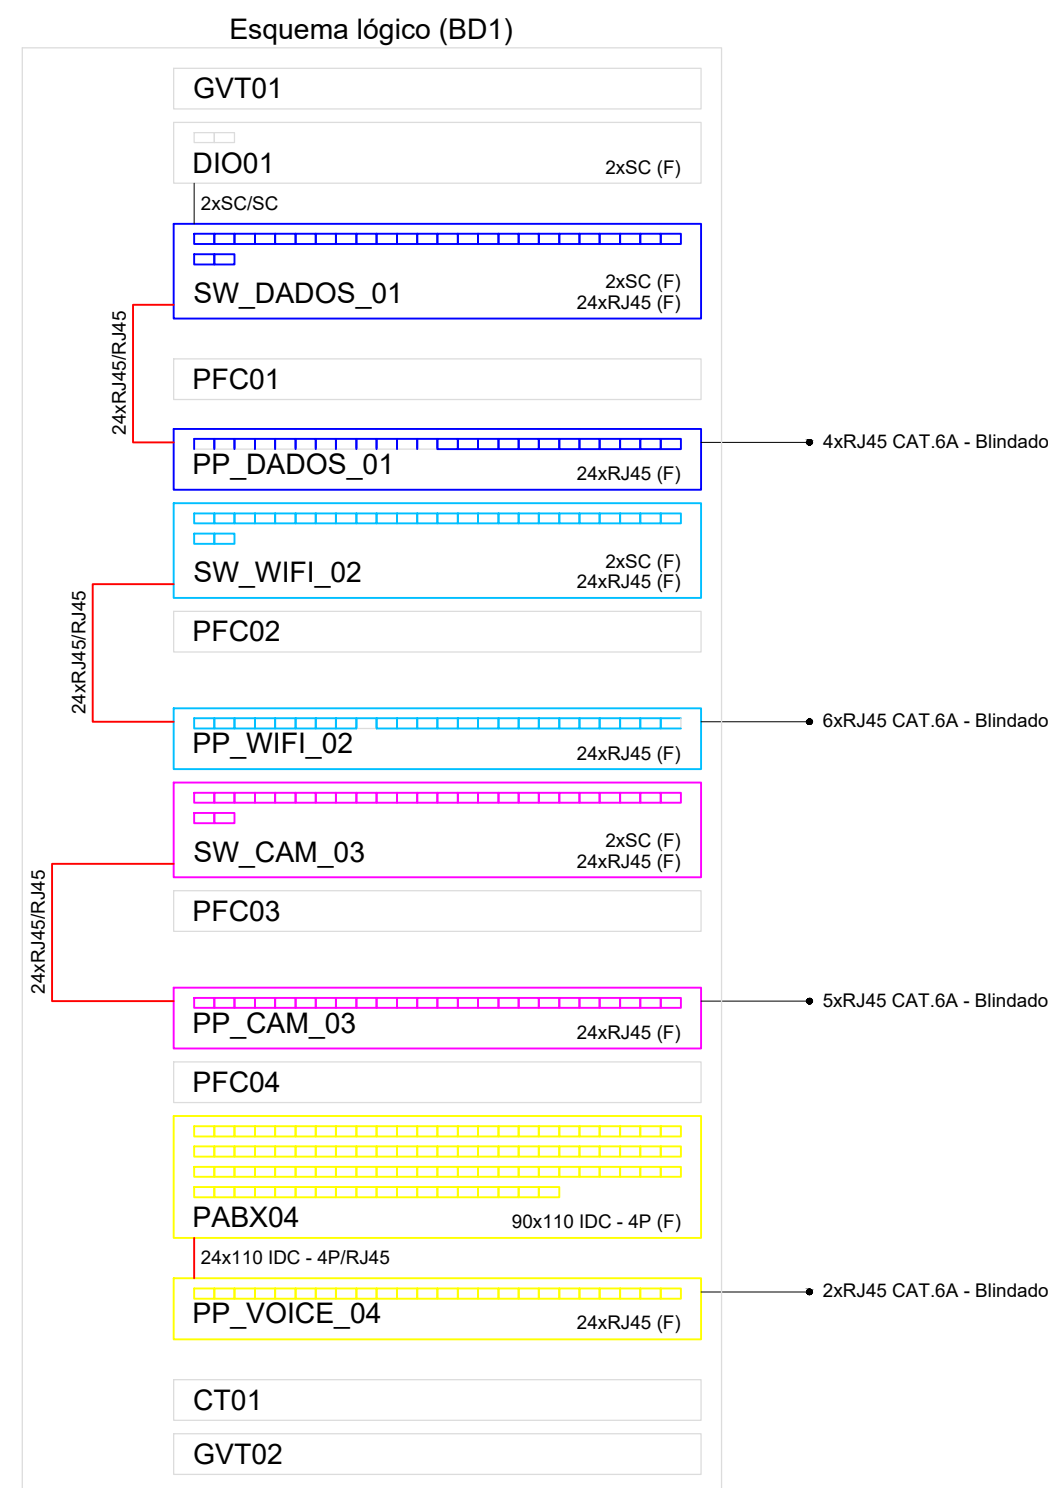 Esquema lógico (BD1)
GVT01
DIO01
2xSC (F)
2xSC/SC
SW_DADOS_01
2xSC (F)
24xRJ45 (F)
24xRJ45/RJ45
PFC01
PP_DADOS_01
24xRJ45 (F)
4xRJ45 CAT.6A - Blindado
SW_WIFI_02
2xSC (F)
24xRJ45 (F)
24xRJ45/RJ45
PFC02
PP_WIFI_02
24xRJ45 (F)
6xRJ45 CAT.6A - Blindado
SW_CAM_03
2xSC (F)
24xRJ45 (F)
24xRJ45/RJ45
PFC03
PP_CAM_03
24xRJ45 (F)
5xRJ45 CAT.6A - Blindado
PFC04
PABX04
90x110 IDC - 4P (F)
24x110 IDC - 4P/RJ45
PP_VOICE_04
24xRJ45 (F)
2xRJ45 CAT.6A - Blindado
CT01
GVT02